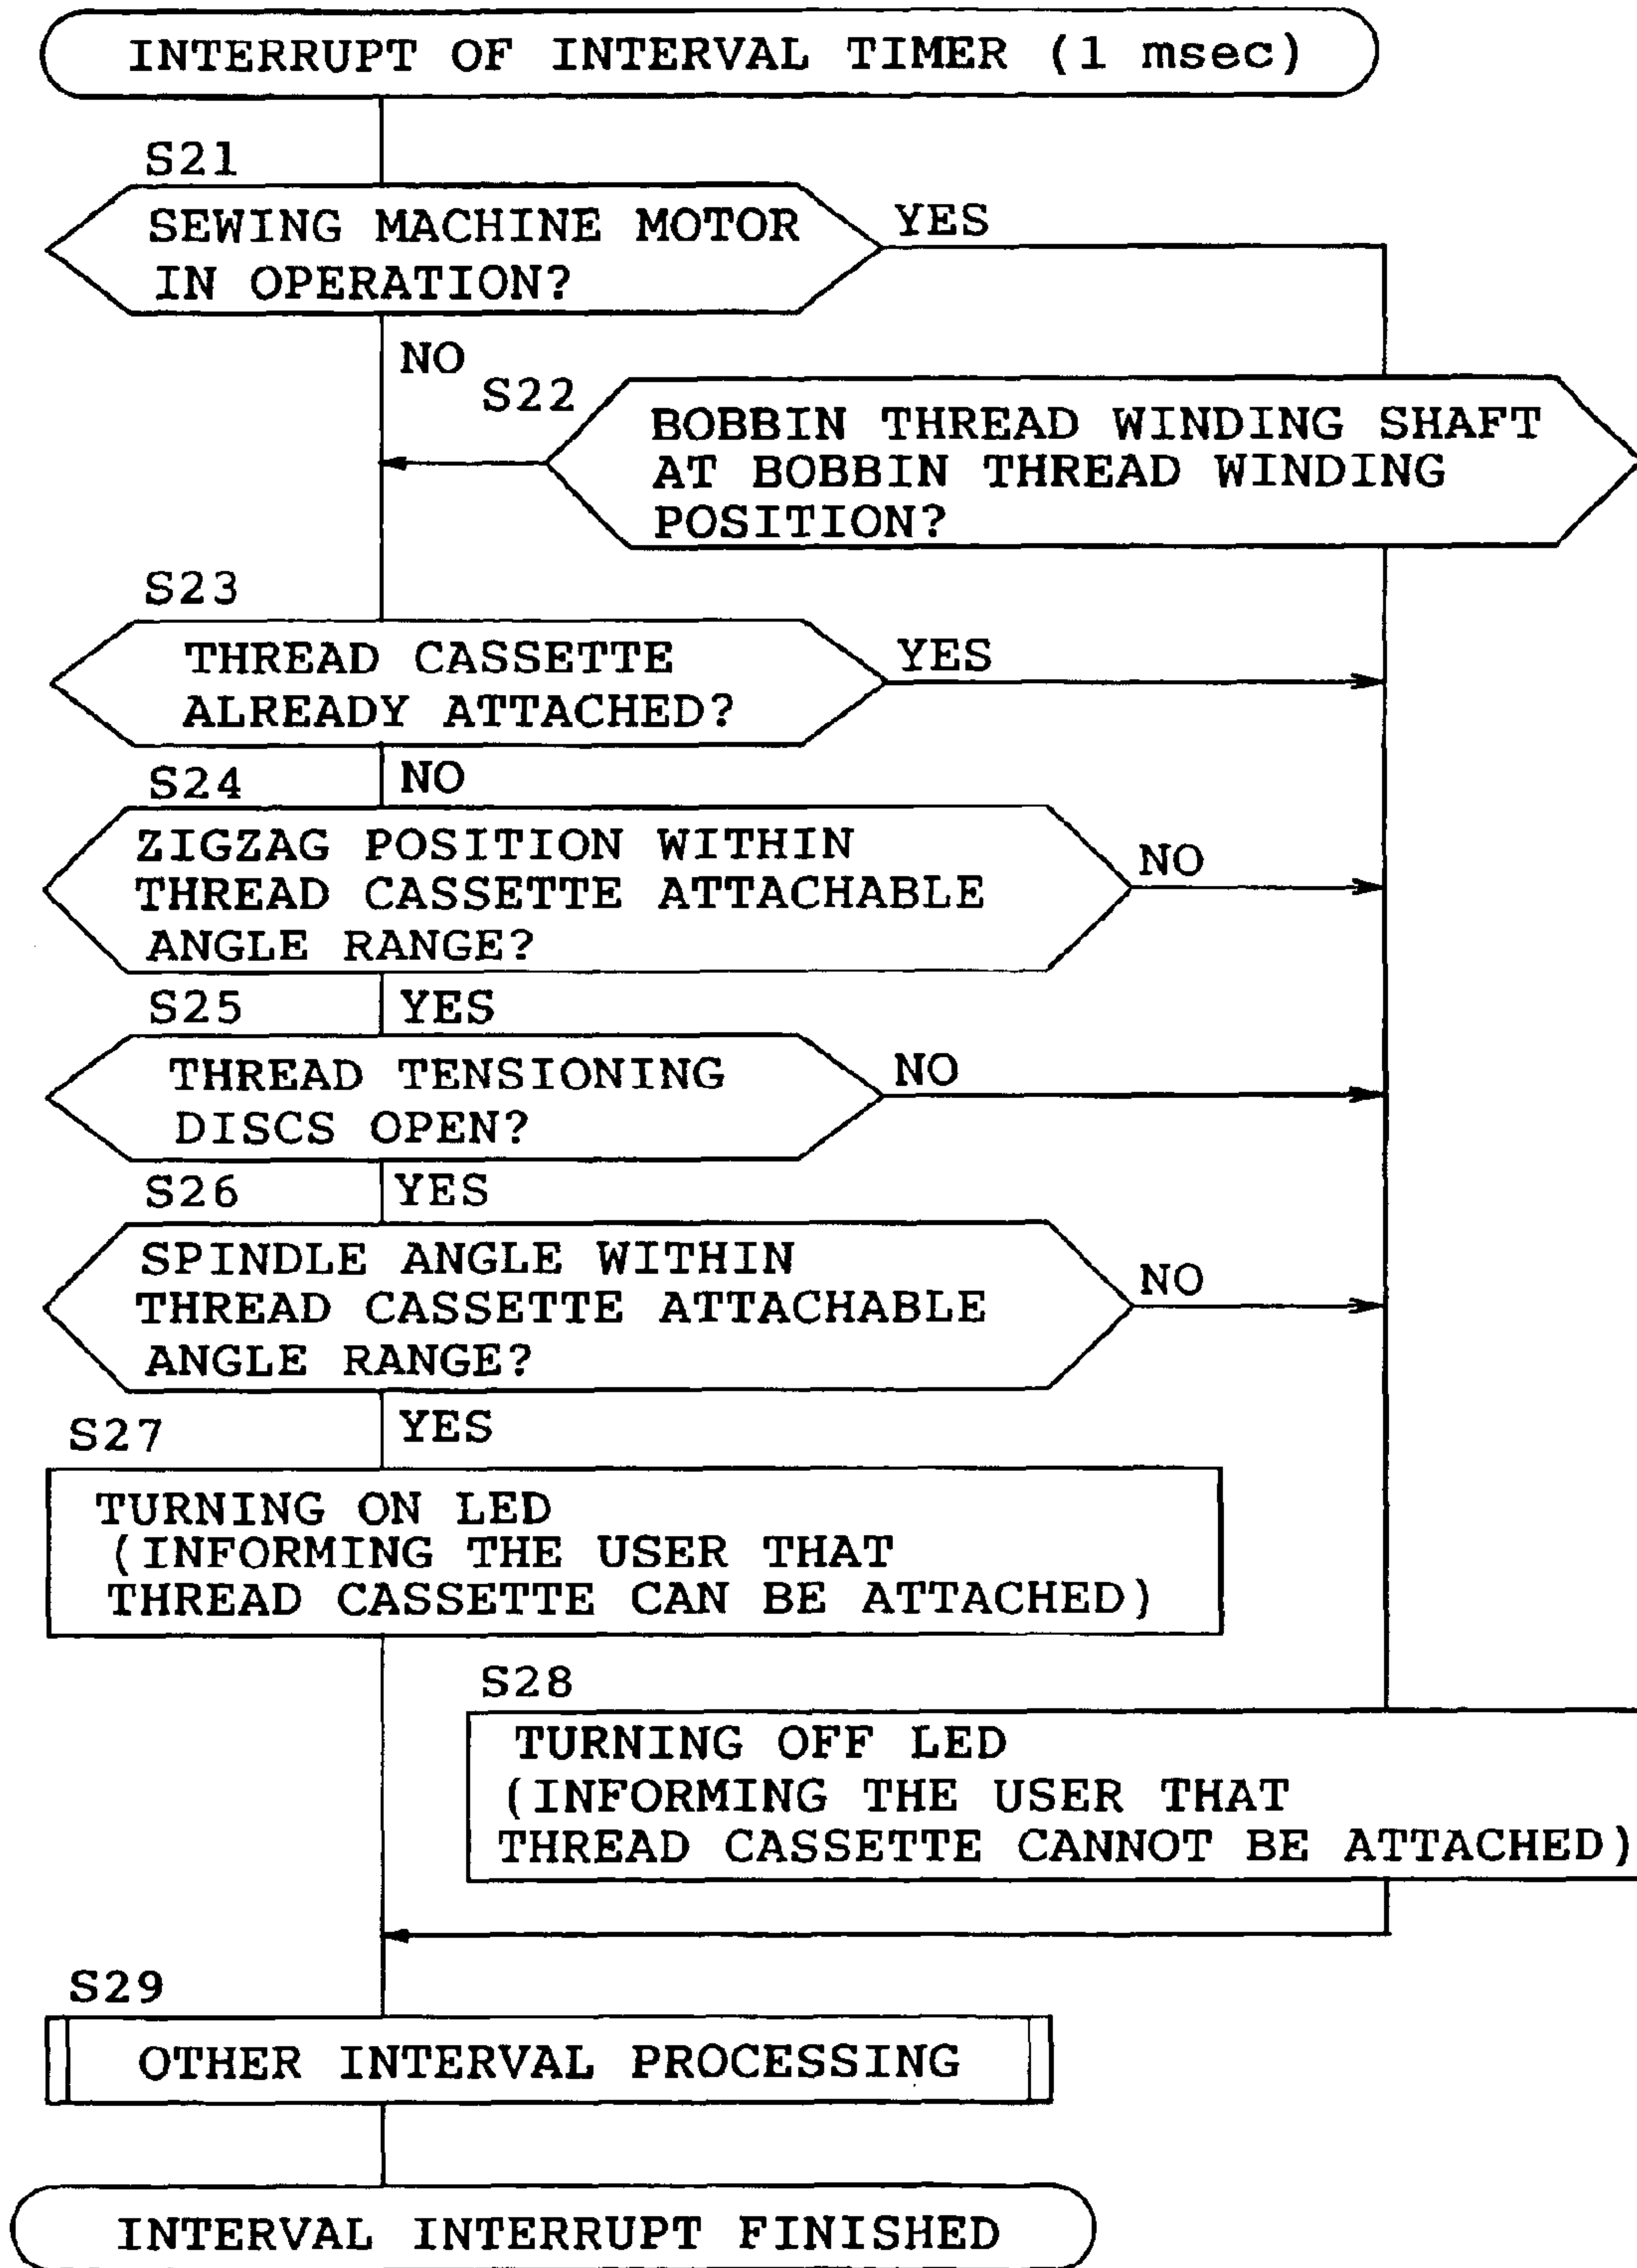 INTERRUPT OF INTERVAL TIMER (1 msec)
S21
SEWING MACHINE MOTOR
IN OPERATION?
YES
NO
S22
BOBBIN THREAD WINDING SHAFT
AT BOBBIN THREAD WINDING
POSITION?
S23
THREAD CASSETTE
ALREADY ATTACHED?
YES
NO
S24
ZIGZAG POSITION WITHIN
THREAD CASSETTE ATTACHABLE
ANGLE RANGE?
NO
YES
S25
THREAD TENSIONING
DISCS OPEN?
NO
YES
S26
SPINDLE ANGLE WITHIN
THREAD CASSETTE ATTACHABLE
ANGLE RANGE?
NO
YES
S27
TURNING ON LED
(INFORMING THE USER THAT
THREAD CASSETTE CAN BE ATTACHED)
S28
TURNING OFF LED
(INFORMING THE USER THAT
THREAD CASSETTE CANNOT BE ATTACHED)
S29
OTHER INTERVAL PROCESSING
INTERVAL INTERRUPT FINISHED